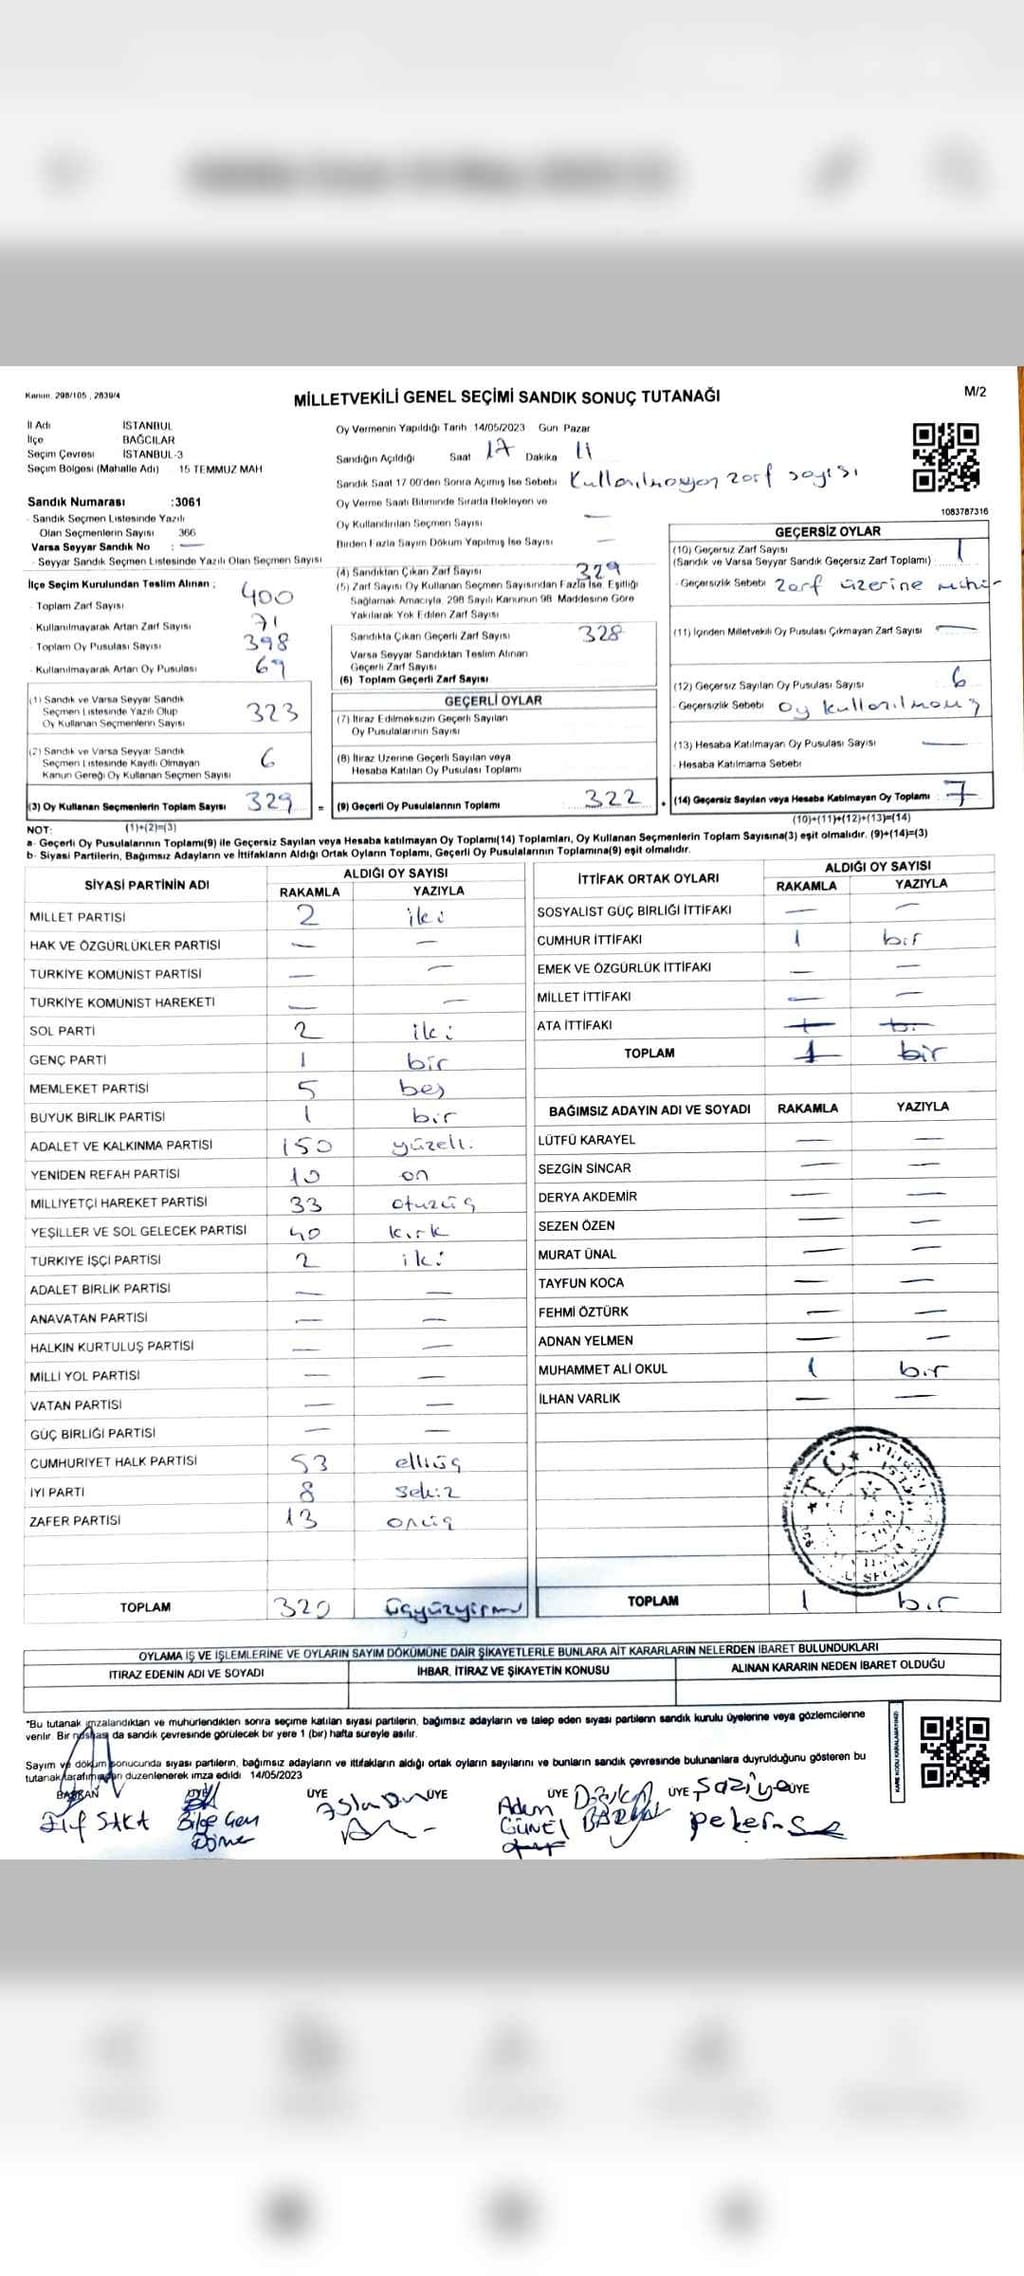 Kanun. 298/105 , 2839/4
MİLLETVEKİLİ GENEL SEÇİMİ SANDIK SONUÇ TUTANAĞI
M/2
İl Adı İSTANBUL
İlçe BAĞCILAR
Seçim Çevresi İSTANBUL-3
Seçim Bölgesi (Mahalle Adı) 15 TEMMUZ MAH
Sandık Numarası :3061
- Sandık Seçmen Listesinde Yazılı
Olan Seçmenlerin Sayısı 366
Varsa Seyyar Sandık No : —
- Seyyar Sandık Seçmen Listesinde Yazılı Olan Seçmen Sayısı
İlçe Seçim Kurulundan Teslim Alınan :
- Toplam Zarf Sayısı 400
- Kullanılmayarak Artan Zarf Sayısı 71
- Toplam Oy Pusulası Sayısı 398
- Kullanılmayarak Artan Oy Pusulası 69
(1) Sandık ve Varsa Seyyar Sandık
Seçmen Listesinde Yazılı Olup
Oy Kullanan Seçmenlerin Sayısı 323
(2) Sandık ve Varsa Seyyar Sandık
Seçmen Listesinde Kayıtlı Olmayan
Kanun Gereği Oy Kullanan Seçmen Sayısı 6
(3) Oy Kullanan Seçmenlerin Toplam Sayısı 329 =
(1)+(2)=(3)
Oy Vermenin Yapıldığı Tarih 14/05/2023 Gün Pazar
Sandığın Açıldığı Saat 17 Dakika 11
Sandık Saat 17 00'den Sonra Açımış İse Sebebi Kullanılmayan zarf sayısı
Oy Verme Saati Bitiminde Sırada Bekleyen ve
Oy Kullandırılan Seçmen Sayısı —
Birden Fazla Sayım Döküm Yapılmış İse Sayısı —
(4) Sandıktan Çıkan Zarf Sayısı 329
(5) Zarf Sayısı Oy Kullanan Seçmen Sayısından Fazla İse Eşitliği
Sağlamak Amacıyla, 298 Sayılı Kanunun 98. Maddesine Göre
Yakılarak Yok Edilen Zarf Sayısı
Sandıkta Çıkan Geçerli Zarf Sayısı 328
Varsa Seyyar Sandıktan Teslim Alınan
Geçerli Zarf Sayısı
(6) Toplam Geçerli Zarf Sayısı
GEÇERLİ OYLAR
(7) İtiraz Edilmeksizin Geçerli Sayılan
Oy Pusulalarının Sayısı
(8) İtiraz Üzerine Geçerli Sayılan veya
Hesaba Katılan Oy Pusulası Toplamı
(9) Geçerli Oy Pusulalarının Toplamı 322
1083787316
GEÇERSİZ OYLAR
(10) Geçersiz Zarf Sayısı 1
(Sandık ve Varsa Seyyar Sandık Geçersiz Zarf Toplamı)
- Geçersizlik Sebebi zarf üzerine mühür
(11) İçinden Milletvekili Oy Pusulası Çıkmayan Zarf Sayısı —
(12) Geçersiz Sayılan Oy Pusulası Sayısı 6
- Geçersizlik Sebebi Oy kullanılmamış
(13) Hesaba Katılmayan Oy Pusulası Sayısı —
- Hesaba Katılmama Sebebi
(14) Geçersiz Sayılan veya Hesaba Katılmayan Oy Toplamı 7
(10)+(11)+(12)+(13)=(14)
NOT:
a- Geçerli Oy Pusulalarının Toplamı(9) ile Geçersiz Sayılan veya Hesaba katılmayan Oy Toplamı(14) Toplamları, Oy Kullanan Seçmenlerin Toplam Sayısına(3) eşit olmalıdır. (9)+(14)=(3)
b- Siyasi Partilerin, Bağımsız Adayların ve İttifakların Aldığı Ortak Oyların Toplamı, Geçerli Oy Pusulalarının Toplamına(9) eşit olmalıdır.
SİYASİ PARTİNİN ADI ALDIĞI OY SAYISI
RAKAMLA YAZIYLA
MİLLET PARTİSİ 2 iki
HAK VE ÖZGÜRLÜKLER PARTİSİ — —
TÜRKİYE KOMÜNİST PARTİSİ — —
TÜRKİYE KOMÜNİST HAREKETİ — —
SOL PARTİ 2 iki
GENÇ PARTİ 1 bir
MEMLEKET PARTİSİ 5 beş
BÜYÜK BİRLİK PARTİSİ 1 bir
ADALET VE KALKINMA PARTİSİ 150 yüzelli
YENİDEN REFAH PARTİSİ 10 on
MİLLİYETÇİ HAREKET PARTİSİ 33 otuzüç
YEŞİLLER VE SOL GELECEK PARTİSİ 40 kırk
TÜRKİYE İŞÇİ PARTİSİ 2 iki
ADALET BİRLİK PARTİSİ — —
ANAVATAN PARTİSİ — —
HALKIN KURTULUŞ PARTİSİ — —
MİLLİ YOL PARTİSİ — —
VATAN PARTİSİ — —
GÜÇ BİRLİĞİ PARTİSİ — —
CUMHURİYET HALK PARTİSİ 53 elliüç
İYİ PARTİ 8 sekiz
ZAFER PARTİSİ 13 onüç
TOPLAM 320 üçyüzyirmi
İTTİFAK ORTAK OYLARI ALDIĞI OY SAYISI
RAKAMLA YAZIYLA
SOSYALİST GÜÇ BİRLİĞİ İTTİFAKI — —
CUMHUR İTTİFAKI 1 bir
EMEK VE ÖZGÜRLÜK İTTİFAKI — —
MİLLET İTTİFAKI — —
ATA İTTİFAKI
TOPLAM 1 bir
BAĞIMSIZ ADAYIN ADI VE SOYADI RAKAMLA YAZIYLA
LÜTFÜ KARAYEL — —
SEZGİN SİNCAR — —
DERYA AKDEMİR — —
SEZEN ÖZEN — —
MURAT ÜNAL — —
TAYFUN KOCA — —
FEHMİ ÖZTÜRK — —
ADNAN YELMEN — —
MUHAMMET ALİ OKUL 1 bir
İLHAN VARLIK — —
T.C.
TOPLAM 1 bir
OYLAMA İŞ VE İŞLEMLERİNE VE OYLARIN SAYIM DÖKÜMÜNE DAİR ŞİKAYETLERLE BUNLARA AİT KARARLARIN NELERDEN İBARET BULUNDUKLARI
İTİRAZ EDENİN ADI VE SOYADI İHBAR, İTİRAZ VE ŞİKAYETİN KONUSU ALINAN KARARIN NEDEN İBARET OLDUĞU
*Bu tutanak imzalandıktan ve mühürlendikten sonra seçime katılan siyasi partilerin, bağımsız adayların ve talep eden siyasi partilerin sandık kurulu üyelerine veya gözlemcilerine
verilir. Bir nüshası da sandık çevresinde görülecek bir yere 1 (bir) hafta süreyle asılır.
Sayım ve döküm sonucunda siyasi partilerin, bağımsız adayların ve ittifakların aldığı ortak oyların sayılarını ve bunların sandık çevresinde bulunanlara duyrulduğunu gösteren bu
tutanak tarafımızdan düzenlenerek imza edildi 14/05/2023
BAŞKAN ÜYE ÜYE ÜYE ÜYE ÜYE
Elif SAKA
Adem
GÜNEL
Şaziye
Peker
KARE KODU KARALAMAYINIZ!